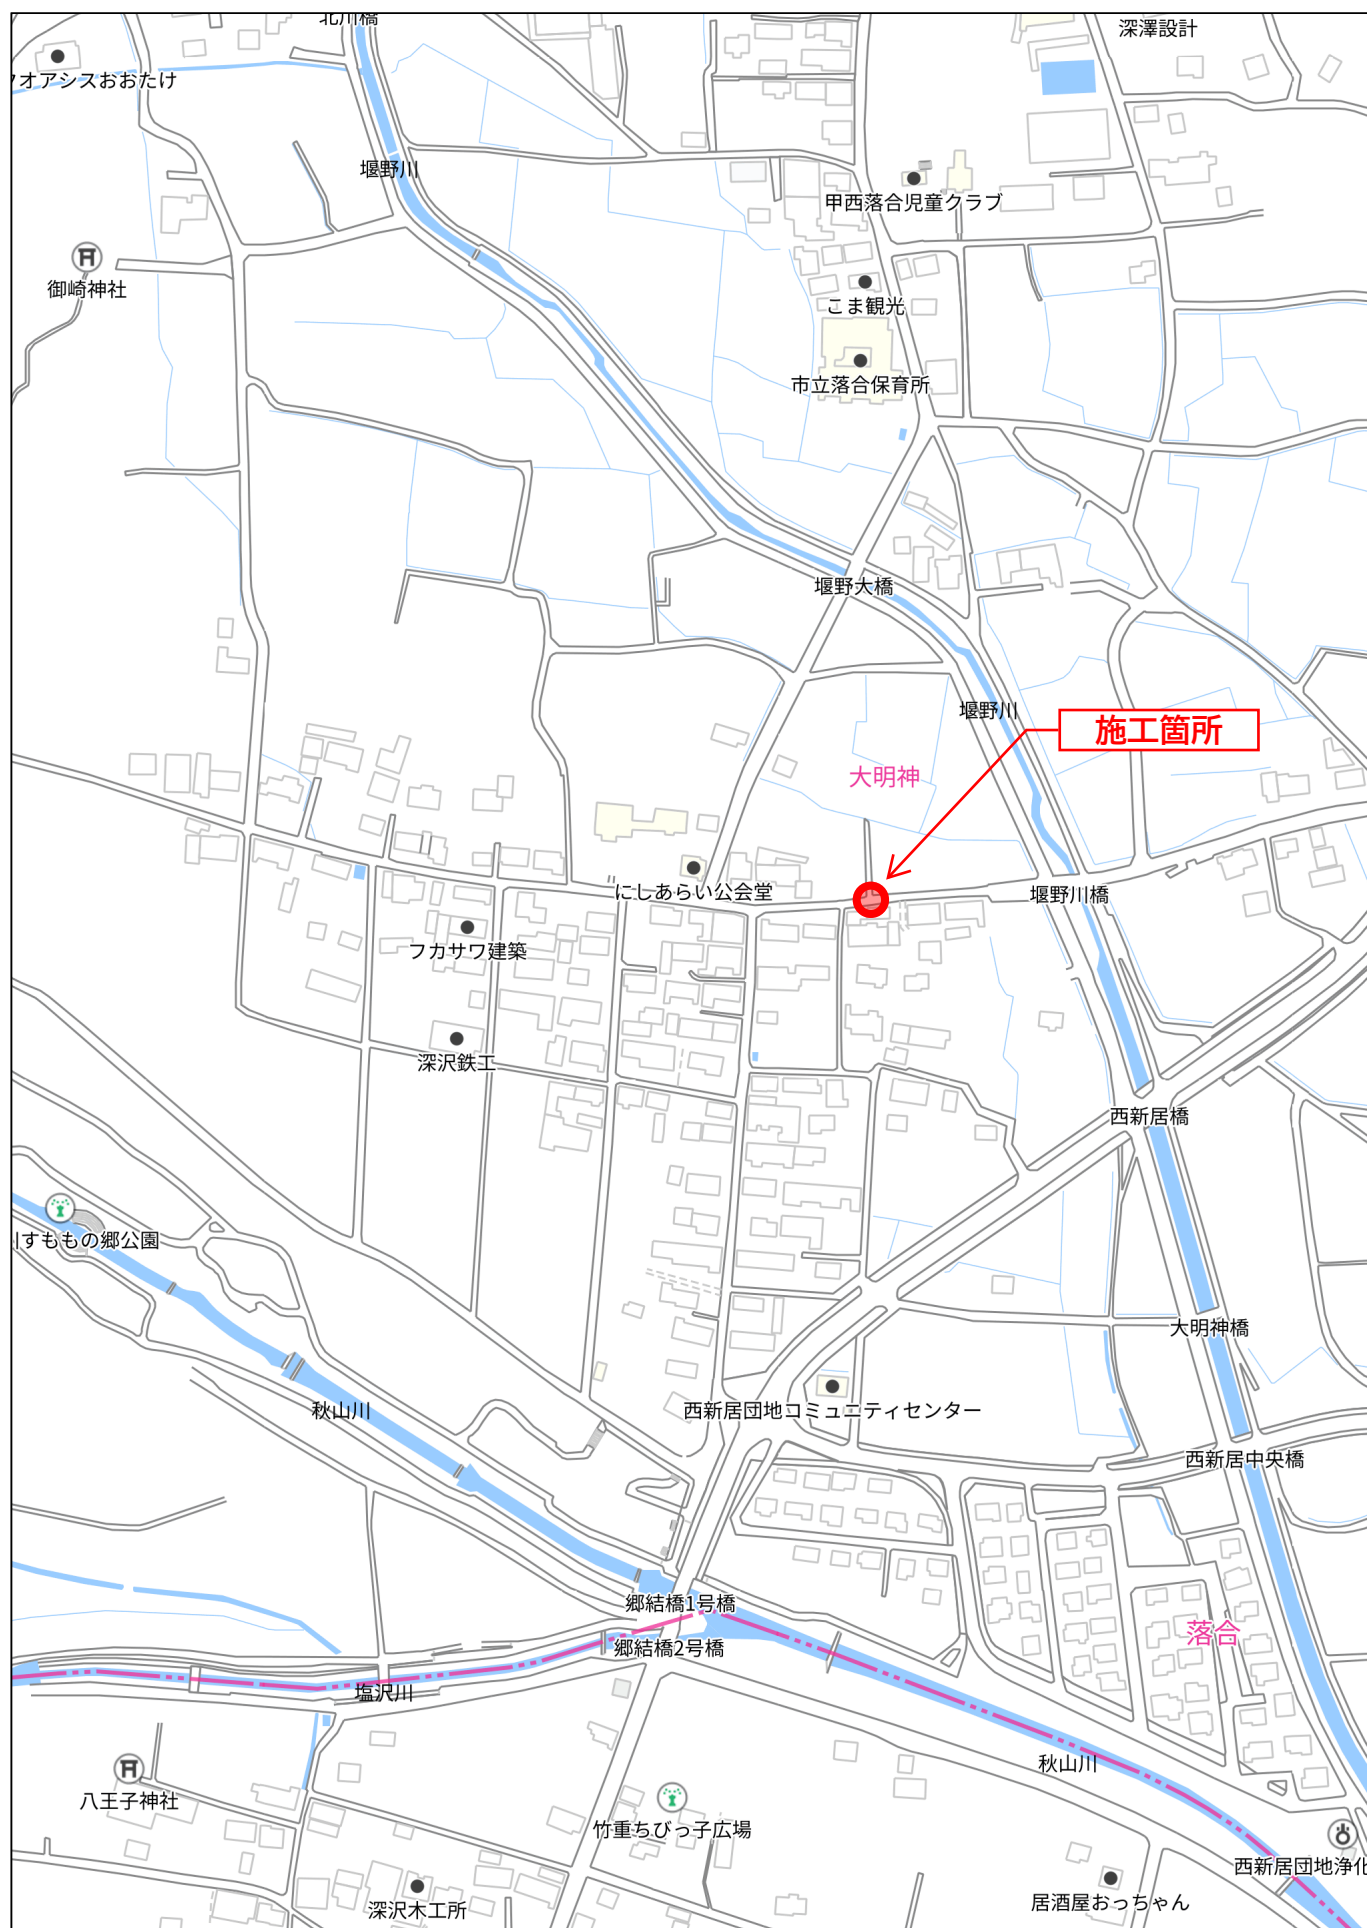 北川橋
深澤設計
オアシスおおたけ
堰野川
甲西落合児童クラブ
御崎神社
こま観光
市立落合保育所
堰野大橋
堰野川
施工箇所
大明神
にしあらい公会堂
堰野川橋
フカサワ建築
深沢鉄工
西新居橋
川すももの郷公園
大明神橋
秋山川
西新居団地コミュニティセンター
西新居中央橋
郷結橋1号橋
落合
郷結橋2号橋
塩沢川
秋山川
八王子神社
竹重ちびっ子広場
西新居団地浄化
居酒屋おっちゃん
深沢木工所